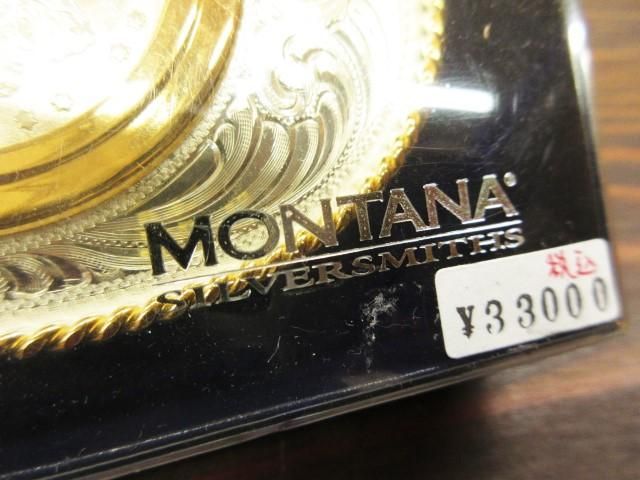 MONTANA®
SILVERSMITHS
税込
¥33000